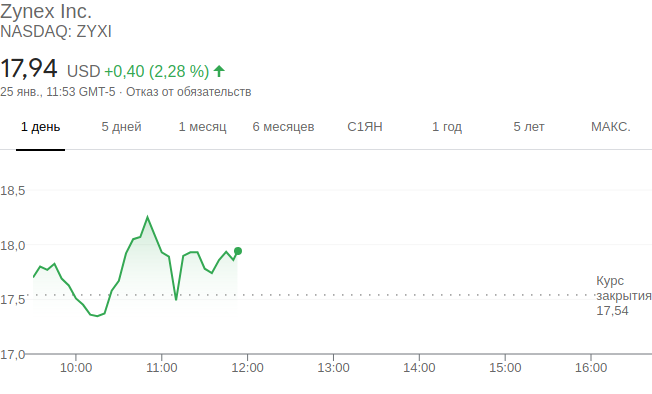 Zynex Inc.
NASDAQ: ZYXI
17,94 USD +0,40 (2,28 %)
25 янв., 11:53 GMT-5 · Отказ от обязательств
1 день 5 дней 1 месяц 6 месяцев С1ЯН 1 год 5 лет МАКС.
18,5
18,0
17,5
17,0
Курс
закрытия
17,54
10:00 11:00 12:00 13:00 14:00 15:00 16:00